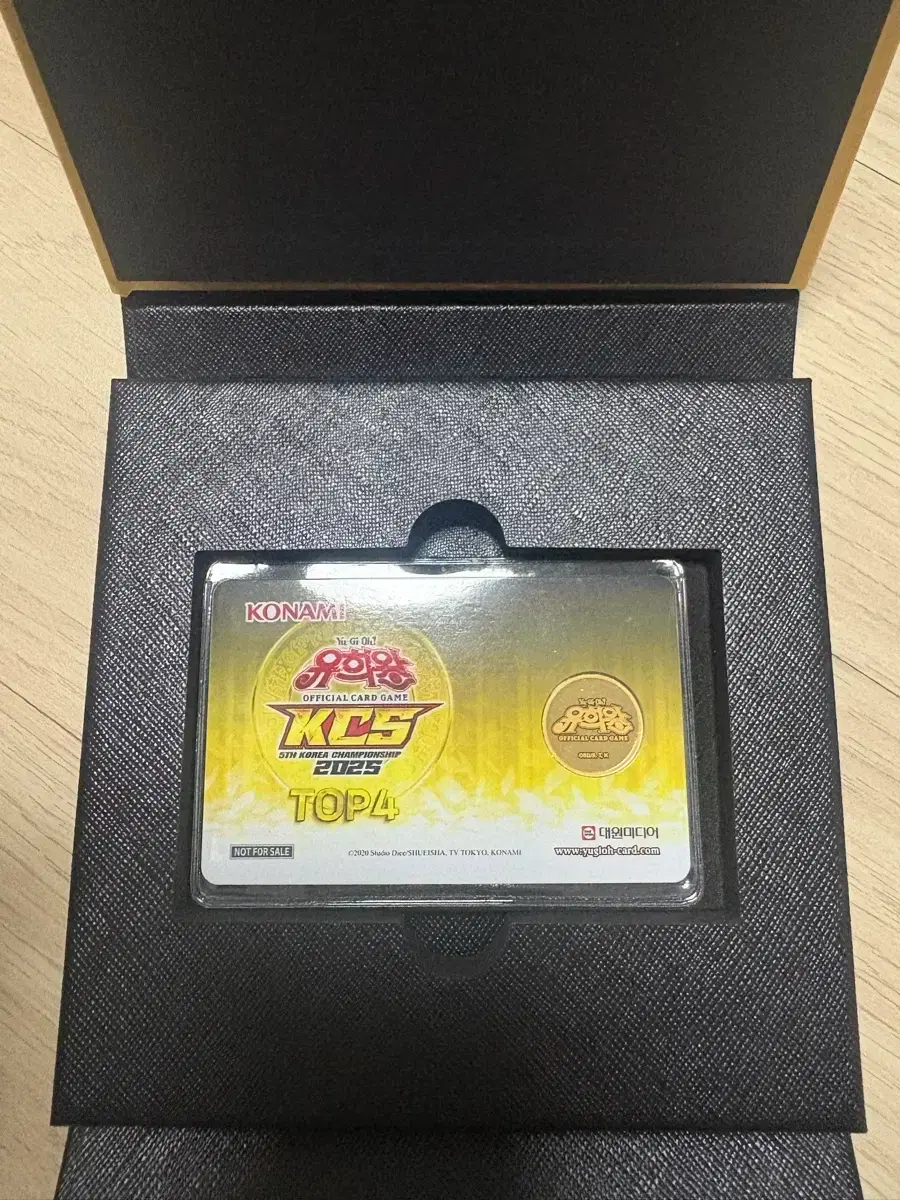 KONAMI
Yu-Gi-Oh!
유희왕
OFFICIAL CARD GAME
KCS
5TH KOREA CHAMPIONSHIP
2025
TOP4
Yu-Gi-Oh!
유희왕
OFFICIAL CARD GAME
대원미디어
NOT FOR SALE
©2020 Studio Dice/SHUEISHA, TV TOKYO, KONAMI
www.yugioh-card.com